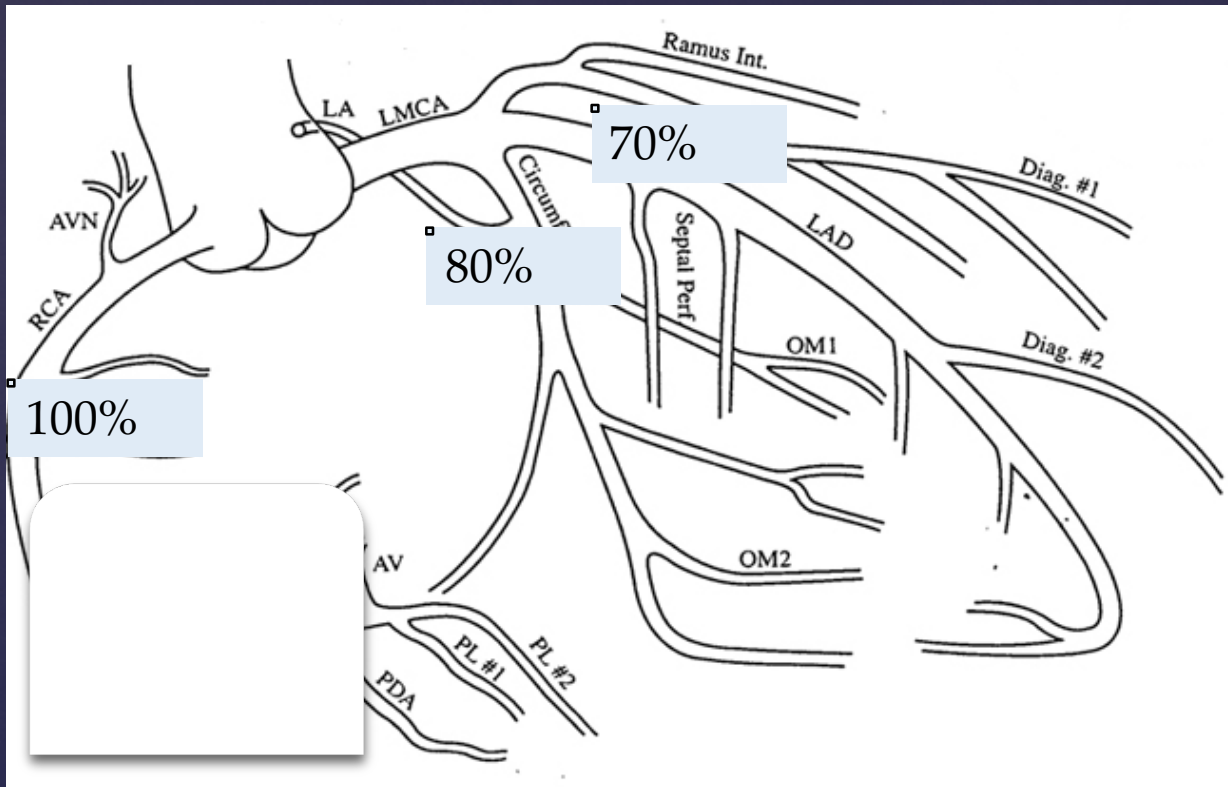 Ramus Int.
LA
LMCA
70%
Diag. #1
AVN
Circumf
Septal Perf
LAD
80%
RCA
OM1
Diag. #2
100%
AV
OM2
PL #1
PL #2
PDA